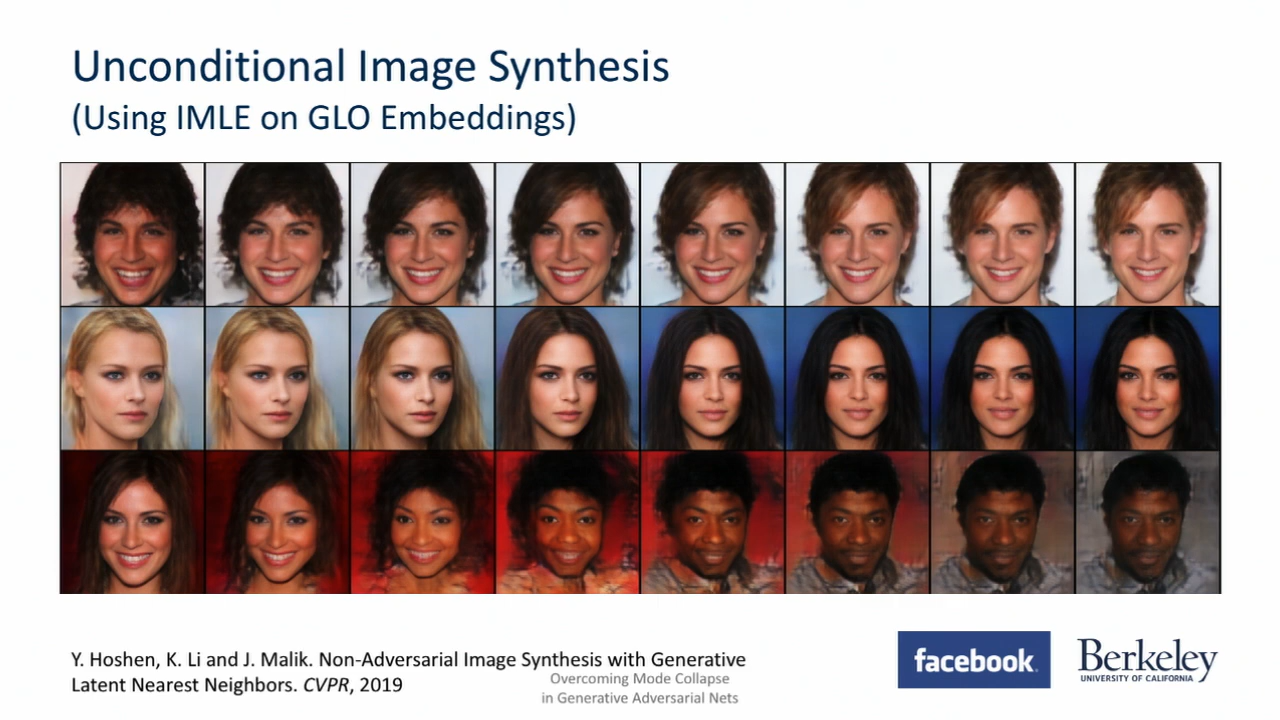 Unconditional Image Synthesis
(Using IMLE on GLO Embeddings)
Y. Hoshen, K. Li and J. Malik. Non-Adversarial Image Synthesis with Generative
Latent Nearest Neighbors. CVPR, 2019
Overcoming Mode Collapse
in Generative Adversarial Nets
facebook
Berkeley
UNIVERSITY OF CALIFORNIA